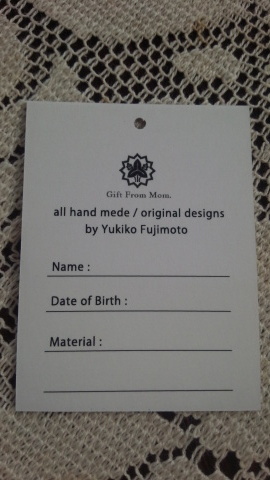 Gift From Mom.
all hand mede / original designs
by Yukiko Fujimoto
Name :
Date of Birth :
Material :